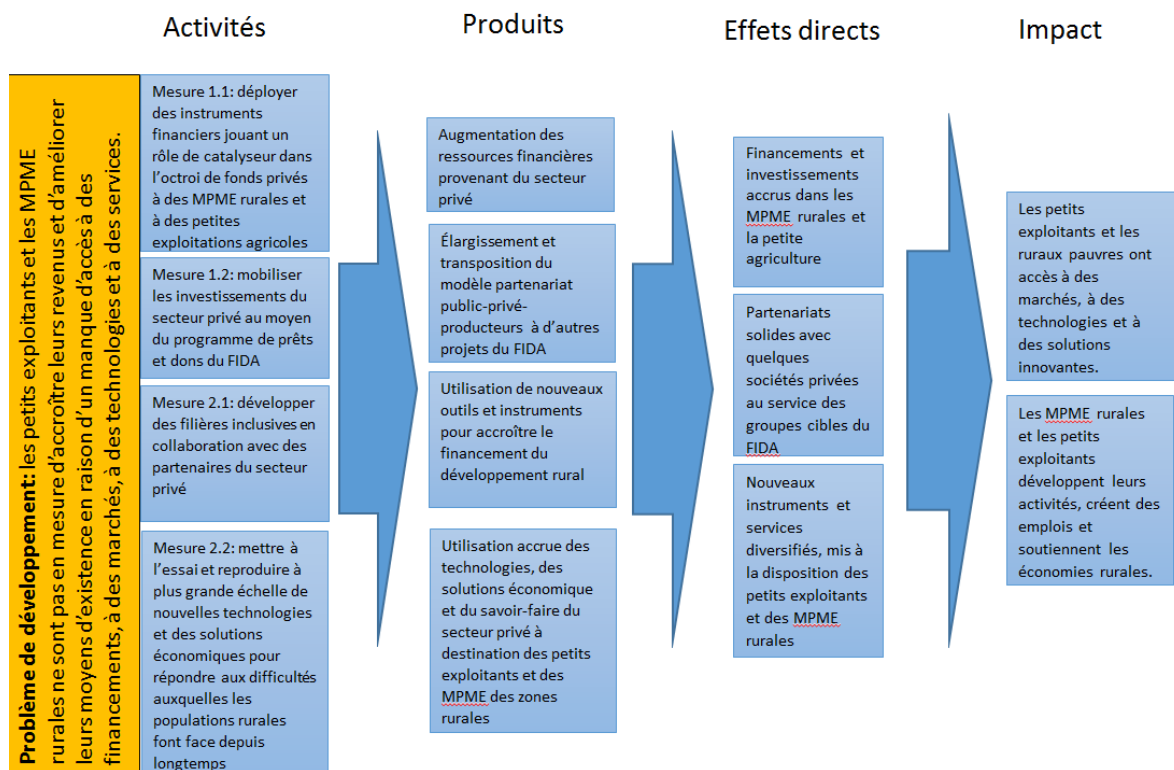 Activités
Produits
Effets directs
Impact
Problème de développement: les petits exploitants et les MPME
rurales ne sont pas en mesure d’accroître leurs revenus et d’améliorer
leurs moyens d’existence en raison d’un manque d’accès à des
financements, à des marchés, à des technologies et à des services.
Mesure 1.1: déployer
des instruments
financiers jouant un
rôle de catalyseur dans
l’octroi de fonds privés
à des MPME rurales et
à des petites
exploitations agricoles
Mesure 1.2: mobiliser
les investissements du
secteur privé au moyen
du programme de prêts
et dons du FIDA
Mesure 2.1: développer
des filières inclusives en
collaboration avec des
partenaires du secteur
privé
Mesure 2.2: mettre à
l’essai et reproduire à
plus grande échelle de
nouvelles technologies
et des solutions
économiques pour
répondre aux difficultés
auxquelles les
populations rurales
font face depuis
longtemps
Augmentation des
ressources financières
provenant du secteur
privé
Élargissement et
transposition du
modèle partenariat
public-privé-
producteurs à d’autres
projets du FIDA
Utilisation de nouveaux
outils et instruments
pour accroître le
financement du
développement rural
Utilisation accrue des
technologies, des
solutions économique
et du savoir-faire du
secteur privé à
destination des petits
exploitants et des
MPME des zones
rurales
Financements et
investissements
accrus dans les
MPME rurales et
la petite
agriculture
Partenariats
solides avec
quelques
sociétés privées
au service des
groupes cibles du
FIDA
Nouveaux
instruments et
services
diversifiés, mis à
la disposition des
petits exploitants
et des MPME
rurales
Les petits
exploitants et les
ruraux pauvres ont
accès à des
marchés, à des
technologies et à
des solutions
innovantes.
Les MPME rurales
et les petits
exploitants
développent leurs
activités, créent des
emplois et
soutiennent les
économies rurales.